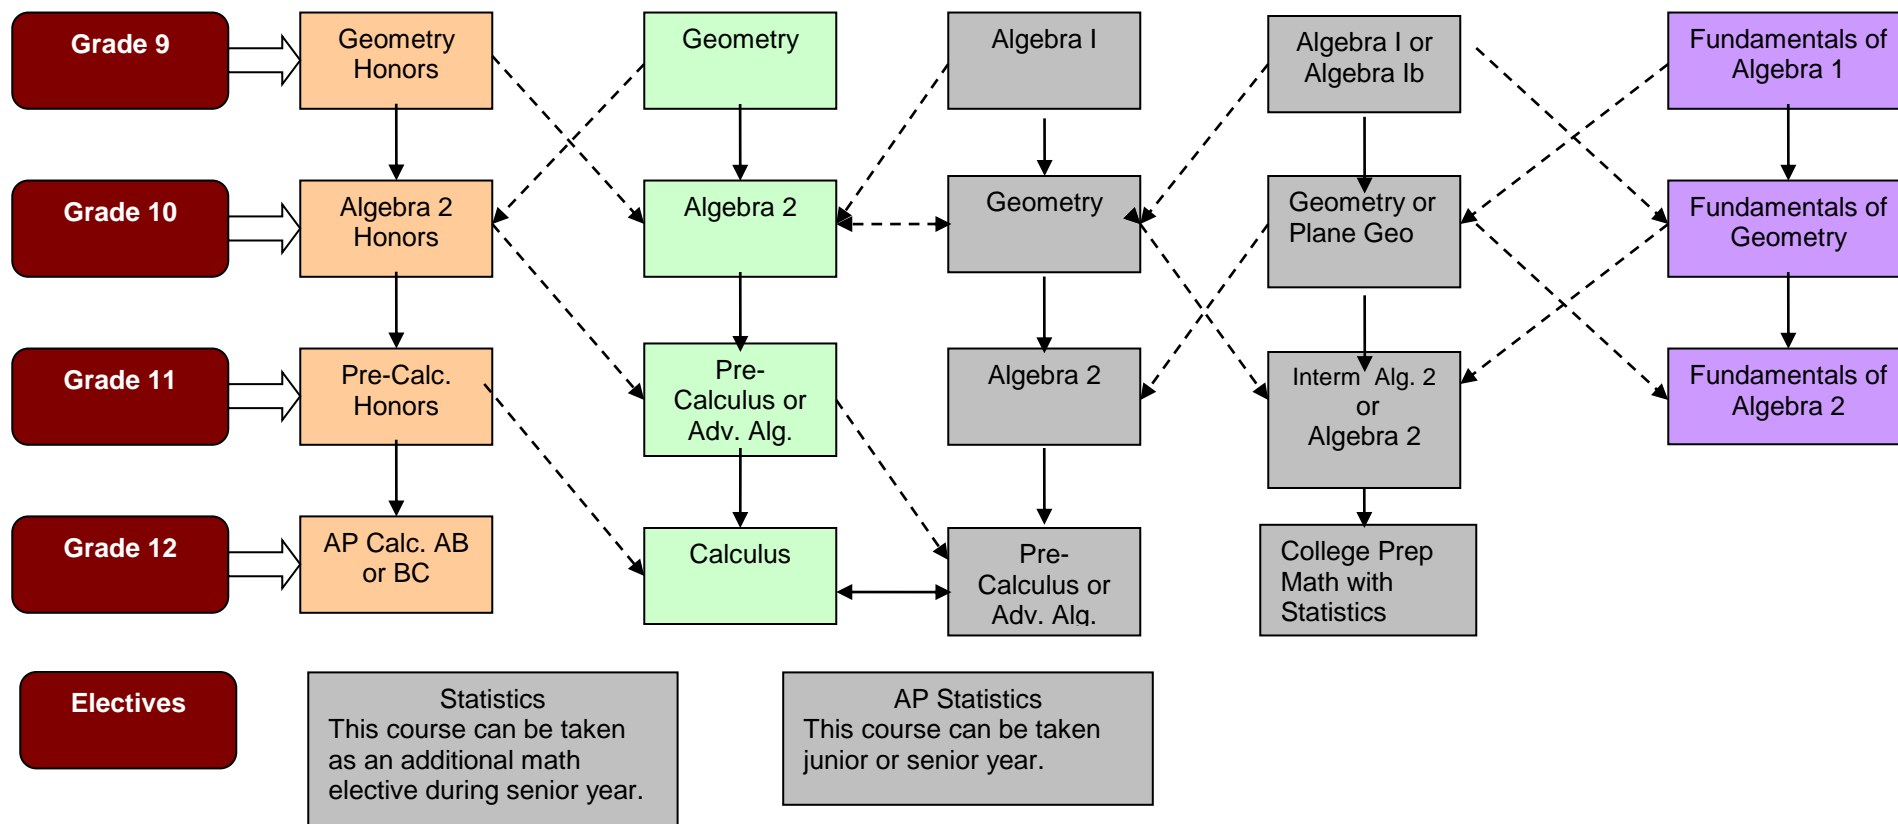 Grade 9
Geometry
Honors
Geometry
Algebra I
Algebra I or
Algebra Ib
Fundamentals of
Algebra 1
Grade 10
Algebra 2
Honors
Algebra 2
Geometry
Geometry or
Plane Geo
Fundamentals of
Geometry
Grade 11
Pre-Calc.
Honors
Pre-
Calculus or
Adv. Alg.
Algebra 2
Interm Alg. 2
or
Algebra 2
Fundamentals of
Algebra 2
Grade 12
AP Calc. AB
or BC
Calculus
Pre-
Calculus or
Adv. Alg.
College Prep
Math with
Statistics
Electives
Statistics
This course can be taken
as an additional math
elective during senior year.
AP Statistics
This course can be taken
junior or senior year.